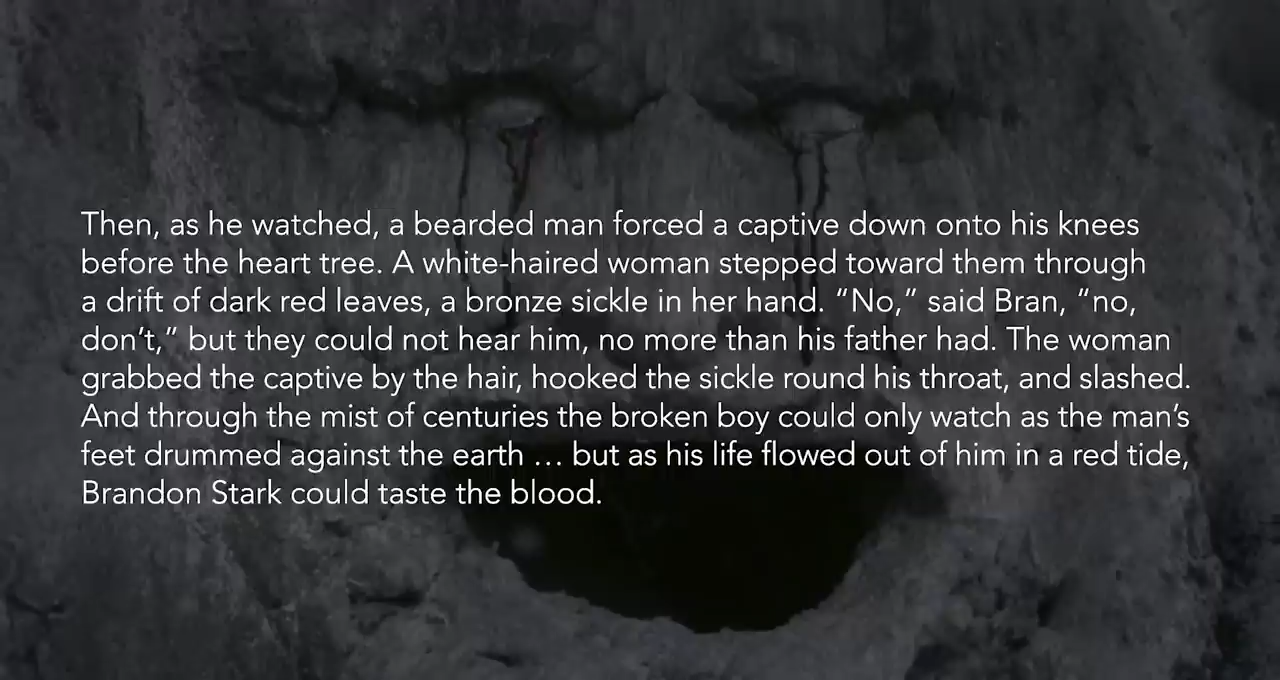 Then, as he watched, a bearded man forced a captive down onto his knees
before the heart tree. A white-haired woman stepped toward them through
a drift of dark red leaves, a bronze sickle in her hand. “No,” said Bran, “no,
don’t,” but they could not hear him, no more than his father had. The woman
grabbed the captive by the hair, hooked the sickle round his throat, and slashed.
And through the mist of centuries the broken boy could only watch as the man’s
feet drummed against the earth … but as his life flowed out of him in a red tide,
Brandon Stark could taste the blood.